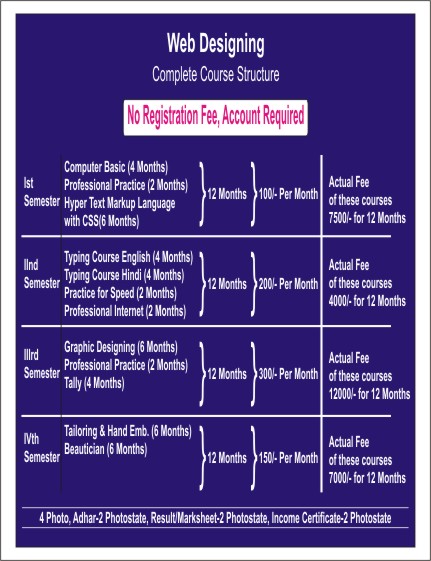 Web Designing
Complete Course Structure
No Registration Fee, Account Required
Ist
Semester
Computer Basic (4 Months)
Professional Practice (2 Months)
Hyper Text Markup Language
with CSS(6 Months)
12 Months
100/- Per Month
Actual Fee
of these courses
7500/- for 12 Months
IInd
Semester
Typing Course English (4 Months)
Typing Course Hindi (4 Months)
Practice for Speed (2 Months)
Professional Internet (2 Months)
12 Months
200/- Per Month
Actual Fee
of these courses
4000/- for 12 Months
IIIrd
Semester
Graphic Designing (6 Months)
Professional Practice (2 Months)
Tally (4 Months)
12 Months
300/- Per Month
Actual Fee
of these courses
12000/- for 12 Months
IVth
Semester
Tailoring & Hand Emb. (6 Months)
Beautician (6 Months)
12 Months
150/- Per Month
Actual Fee
of these courses
7000/- for 12 Months
4 Photo, Adhar-2 Photostate, Result/Marksheet-2 Photostate, Income Certificate-2 Photostate